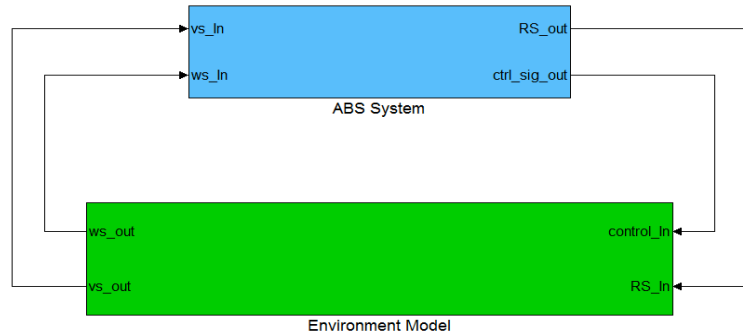 vs_In
RS_out
ws_In
ctrl_sig_out
ABS System
ws_out
control_In
vs_out
RS_In
Environment Model